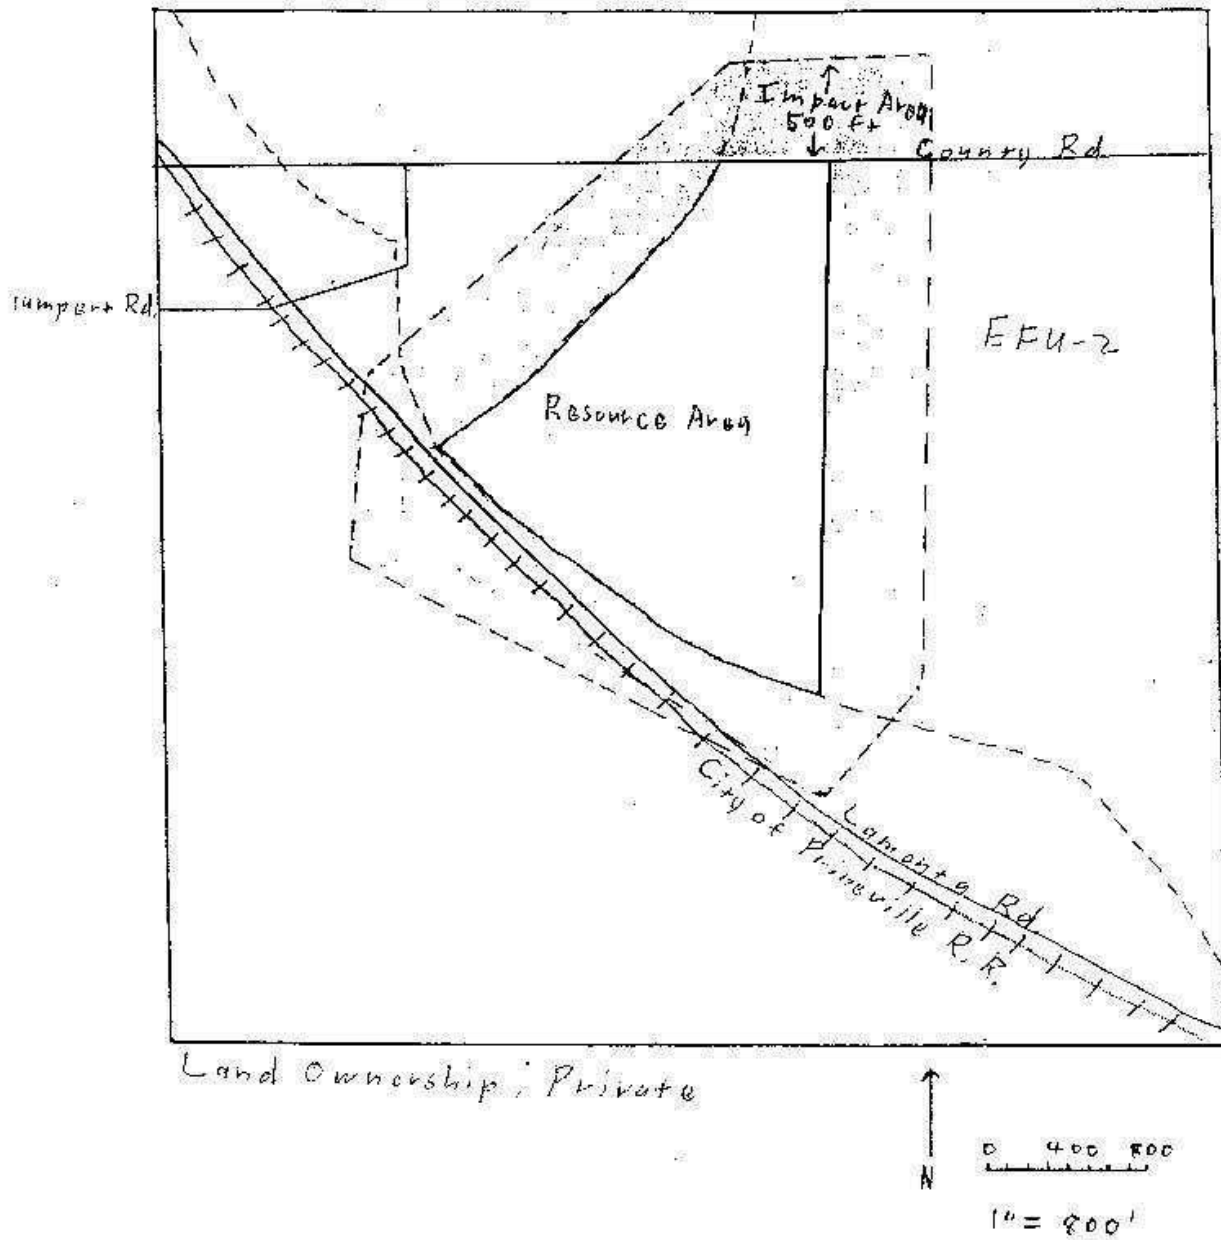 Impact Area
500 ft
County Rd
Rd.
EFU-2
Resource Area
Lamonta Rd
City of Prineville R.R.
Land Ownership: Private
N
0 400 800
1" = 800'